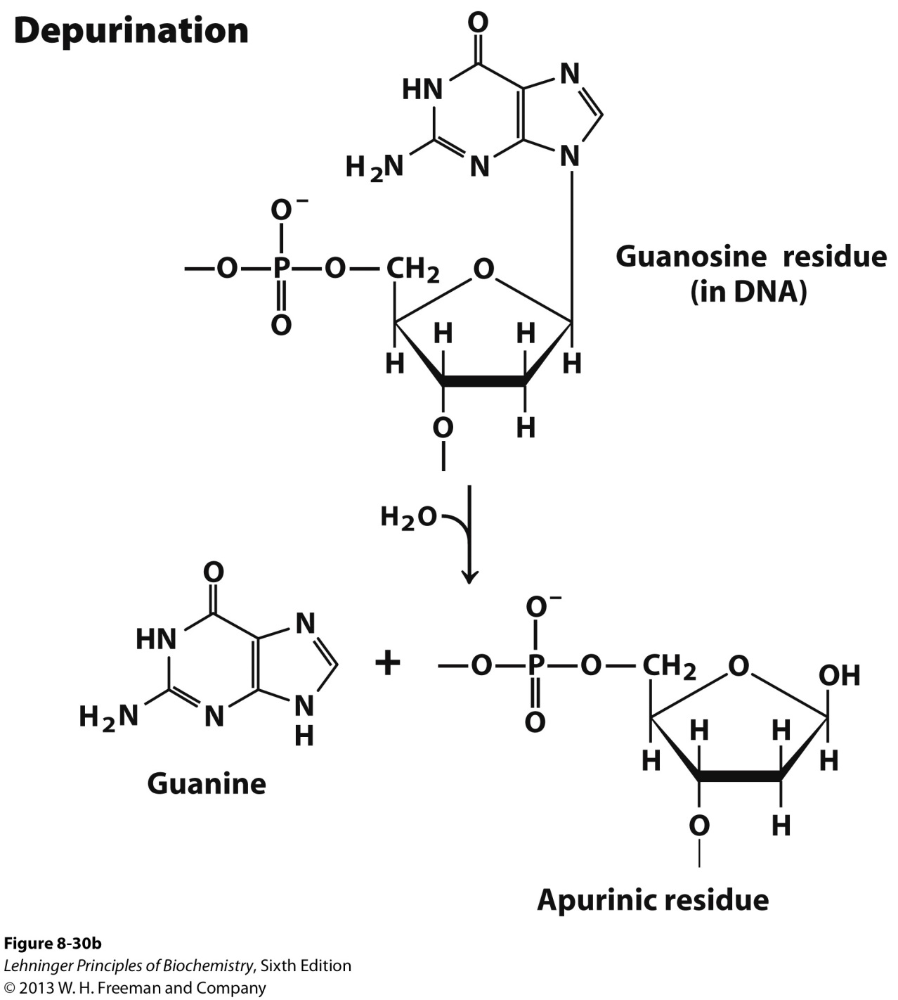 Depurination
O
HN
N
H2N
N
N
O−
O
P
O
CH2
O
Guanosine residue
(in DNA)
O
H
H
H
H
O
H
H2O
O
HN
N
H2N
N
N
H
Guanine
+
O−
O
P
O
CH2
O
OH
O
H
H
H
H
O
H
Apurinic residue
Figure 8-30b
Lehninger Principles of Biochemistry, Sixth Edition
© 2013 W. H. Freeman and Company